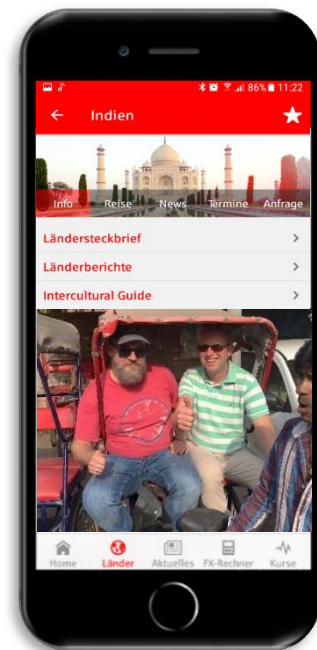 86% 11:22
Indien
Info Reise News Termine Anfrage
Ländersteckbrief
Länderberichte
Intercultural Guide
Home Länder Aktuelles FX-Rechner Kurse